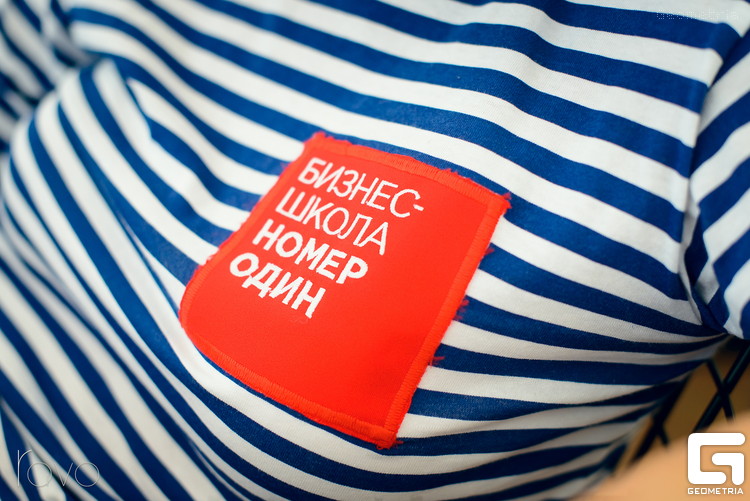 БИЗНЕС-
ШКОЛА
НОМЕР
ОДИН
rovo
GEOMETRIA